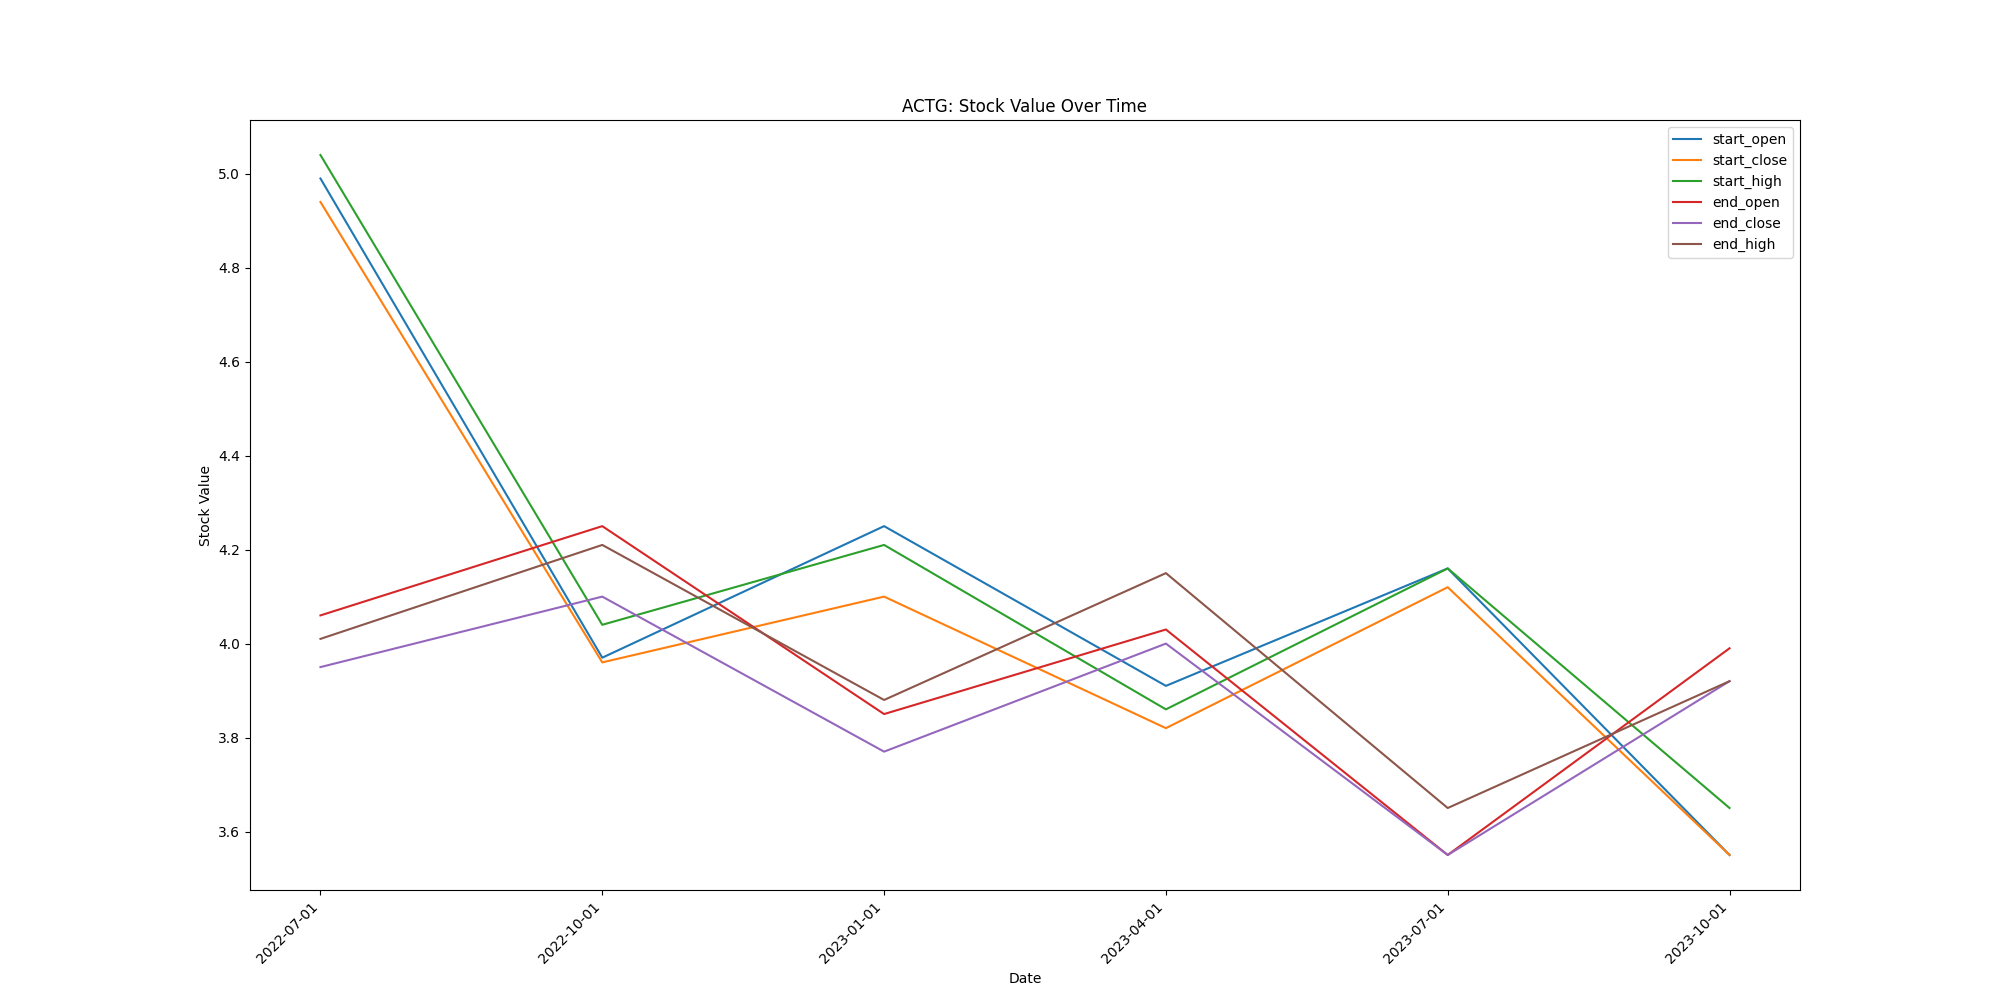 ACTG: Stock Value Over Time
start_open
start_close
start_high
end_open
end_close
end_high
Stock Value
5.0
4.8
4.6
4.4
4.2
4.0
3.8
3.6
2022-07-01
2022-10-01
2023-01-01
2023-04-01
2023-07-01
2023-10-01
Date